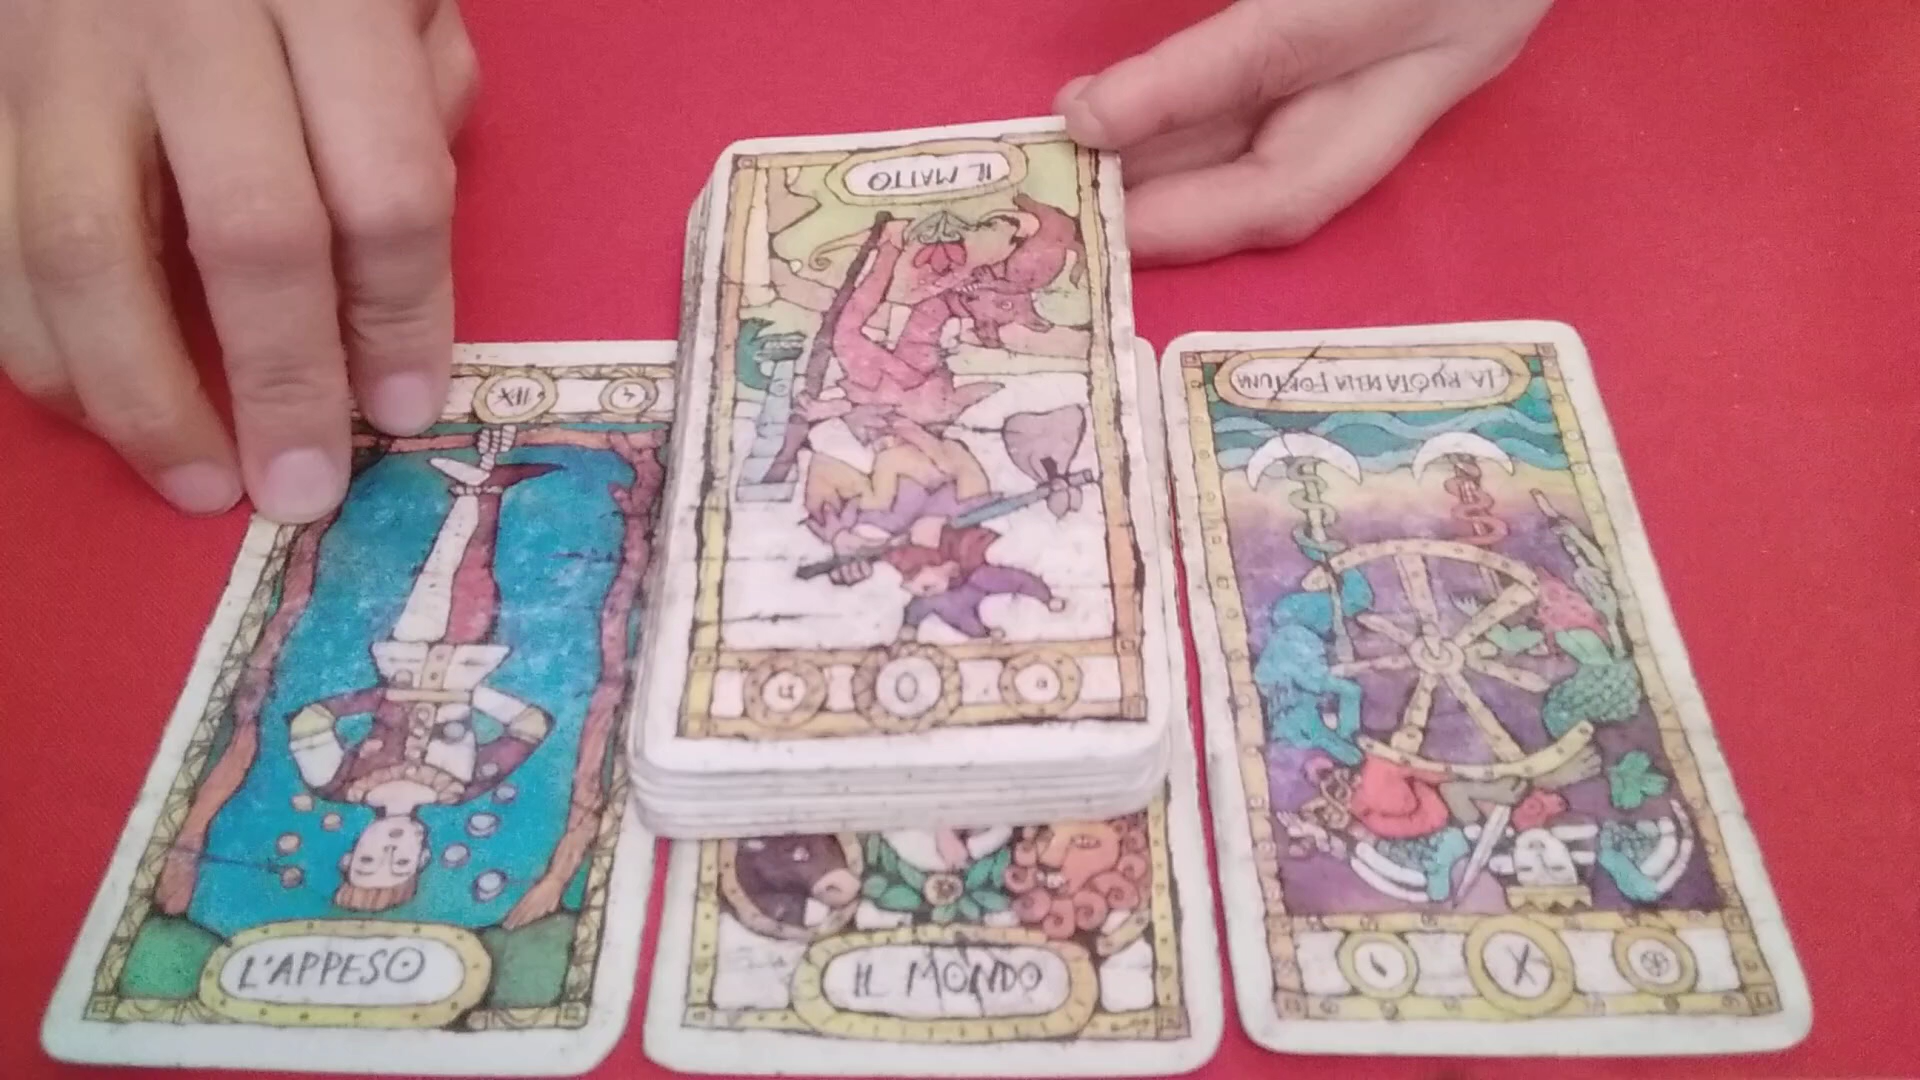 IL MATTO
0
XII
LA RUOTA DELLA FORTUNA
L'APPESO
IL MONDO
X